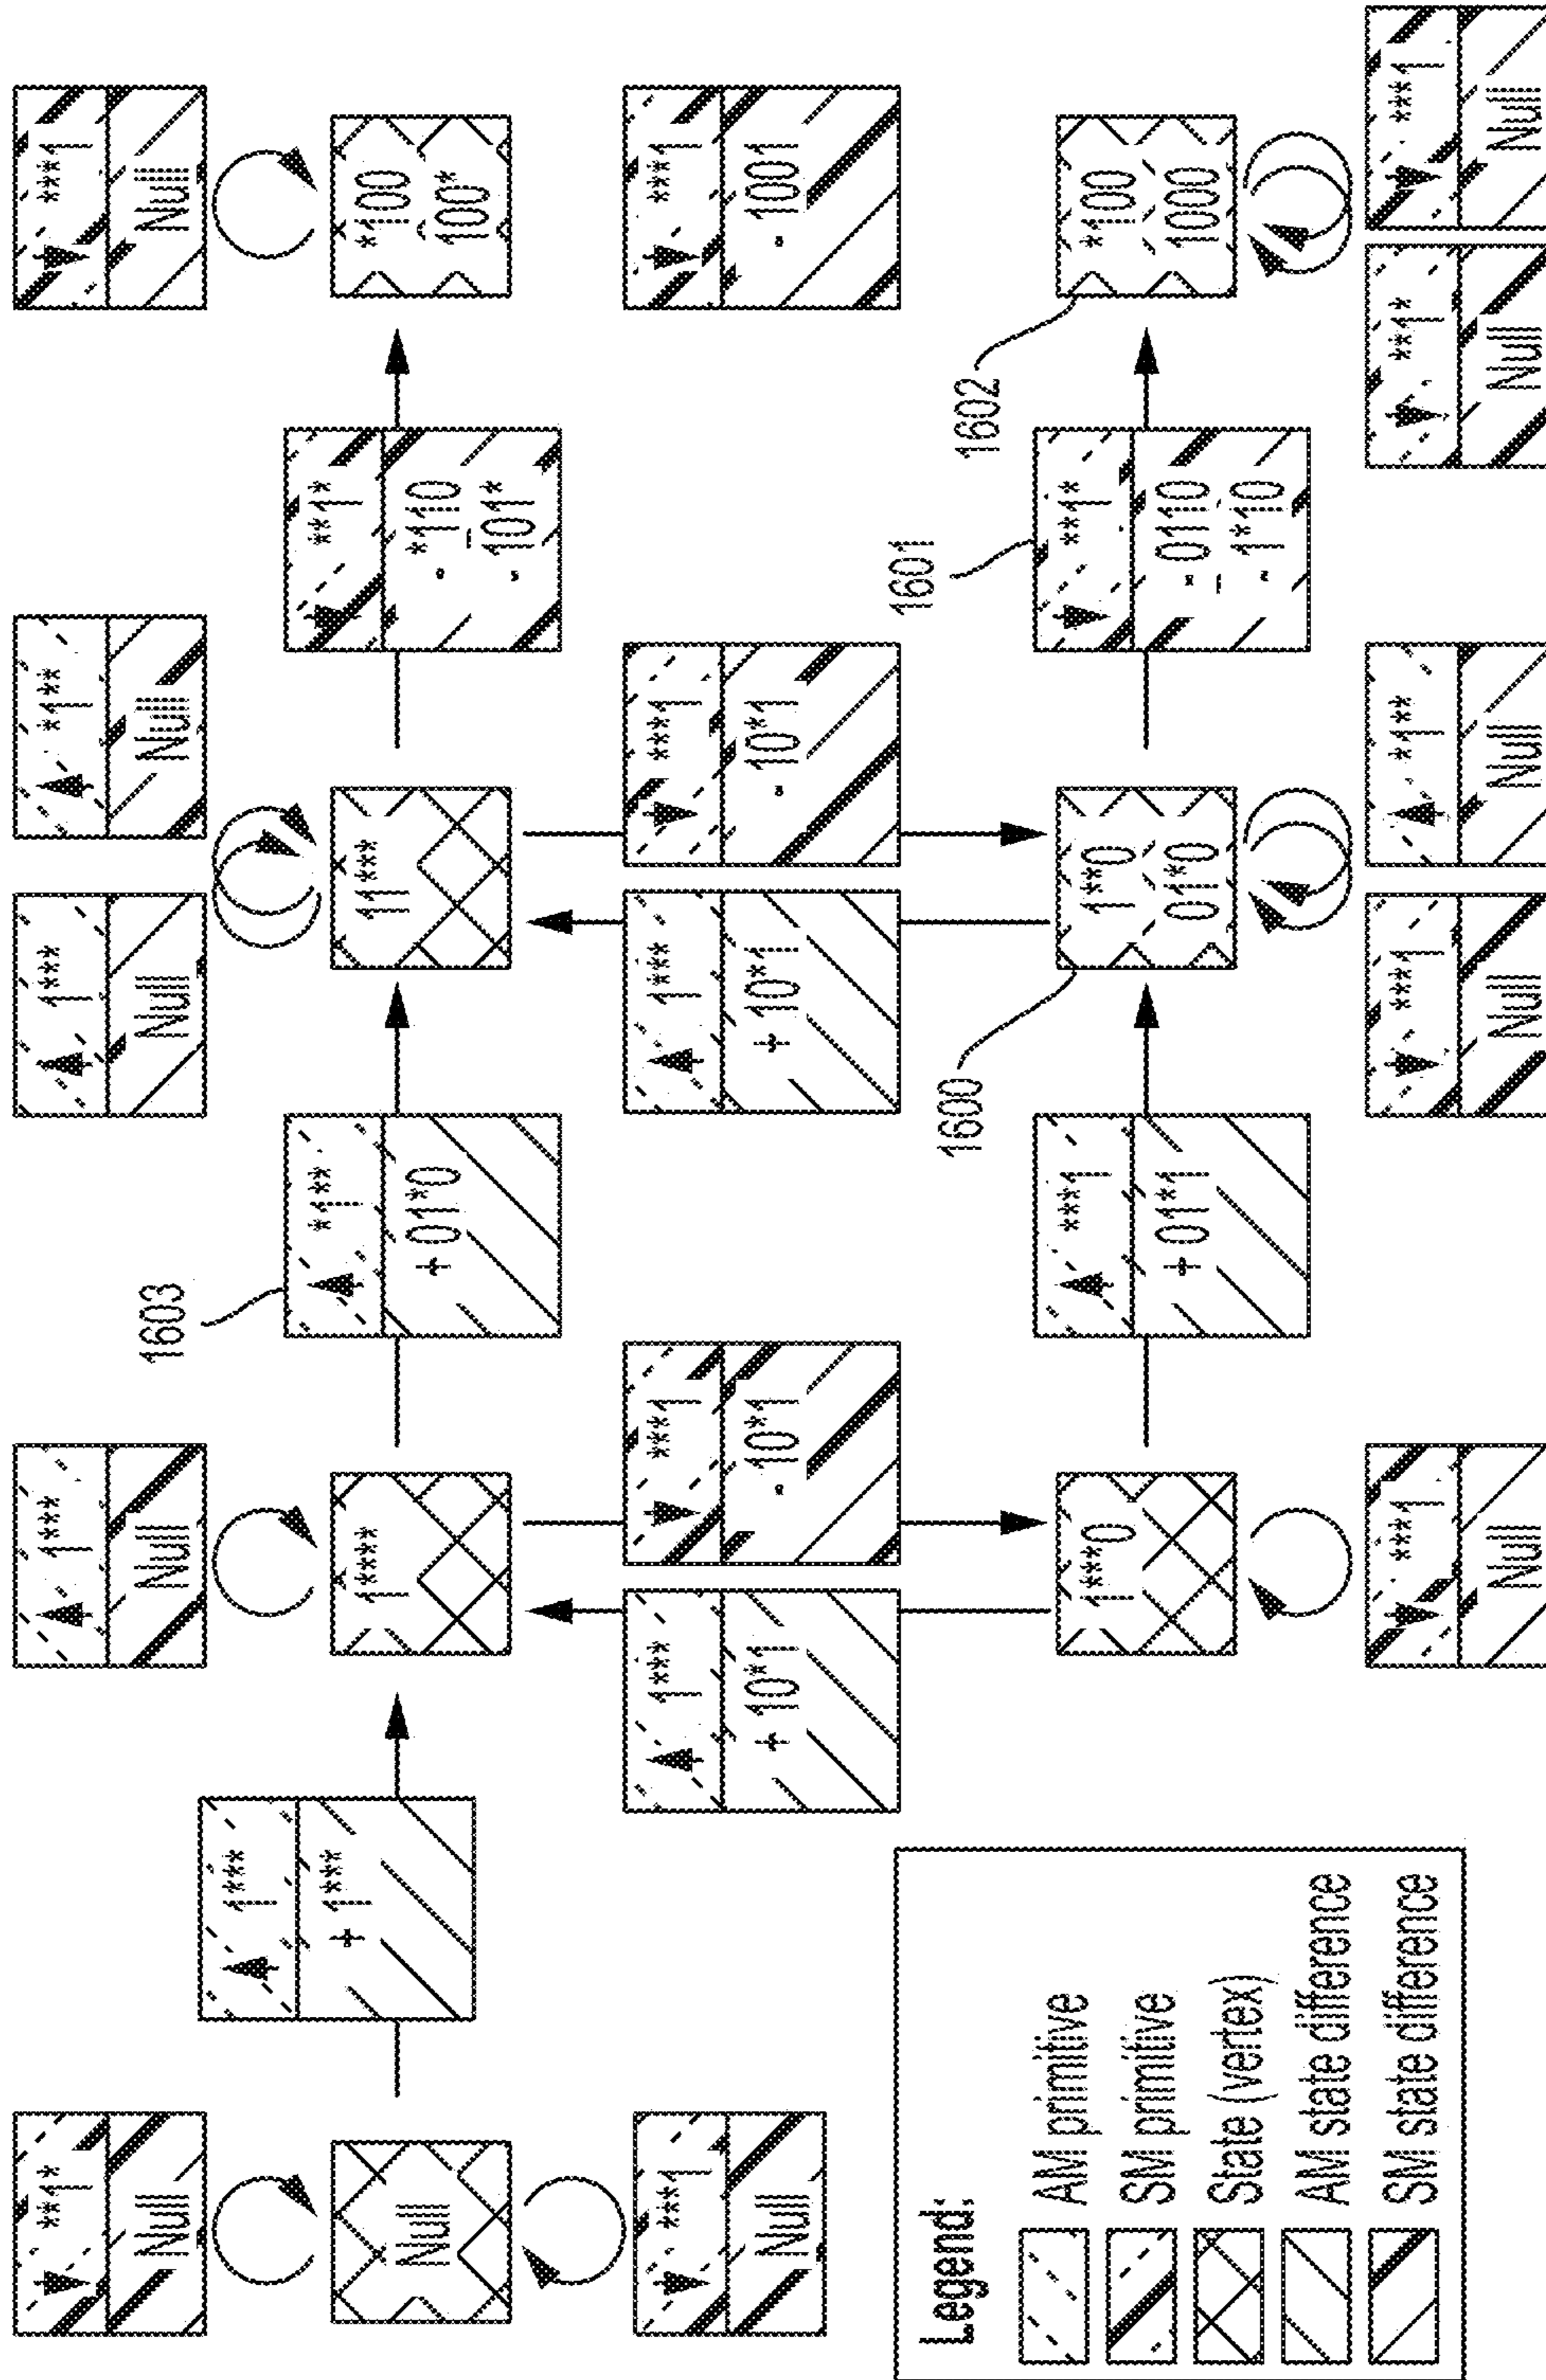 ↓ **1*
Null
↑ 1***
Null
↑ 1***
Null
↑ *1**
Null
↓ ***1
Null
1603
↑ 1***
+ 1***
↑ *1**
+ 01*0
↓ **1*
- *110
- 101*
Null
1***
11**
*100
100*
↓ ***1
Null
↑ 1***
+ 10*1
↓ ***1
- 10*1
↑ 1***
+ 10*1
↓ ***1
- 10*1
↓ ***1
- 1001
1600
1601
1602
1**0
↑ ***1
+ 01*1
1**0
01*0
↓ **1*
- 0110
- 1*10
*100
1000
↓ ***1
Null
↓ ***1
Null
↑ *1**
Null
↓ **1*
Null
↓ ***1
Null
Legend:
AM primitive
SM primitive
State (vertex)
AM state difference
SM state difference